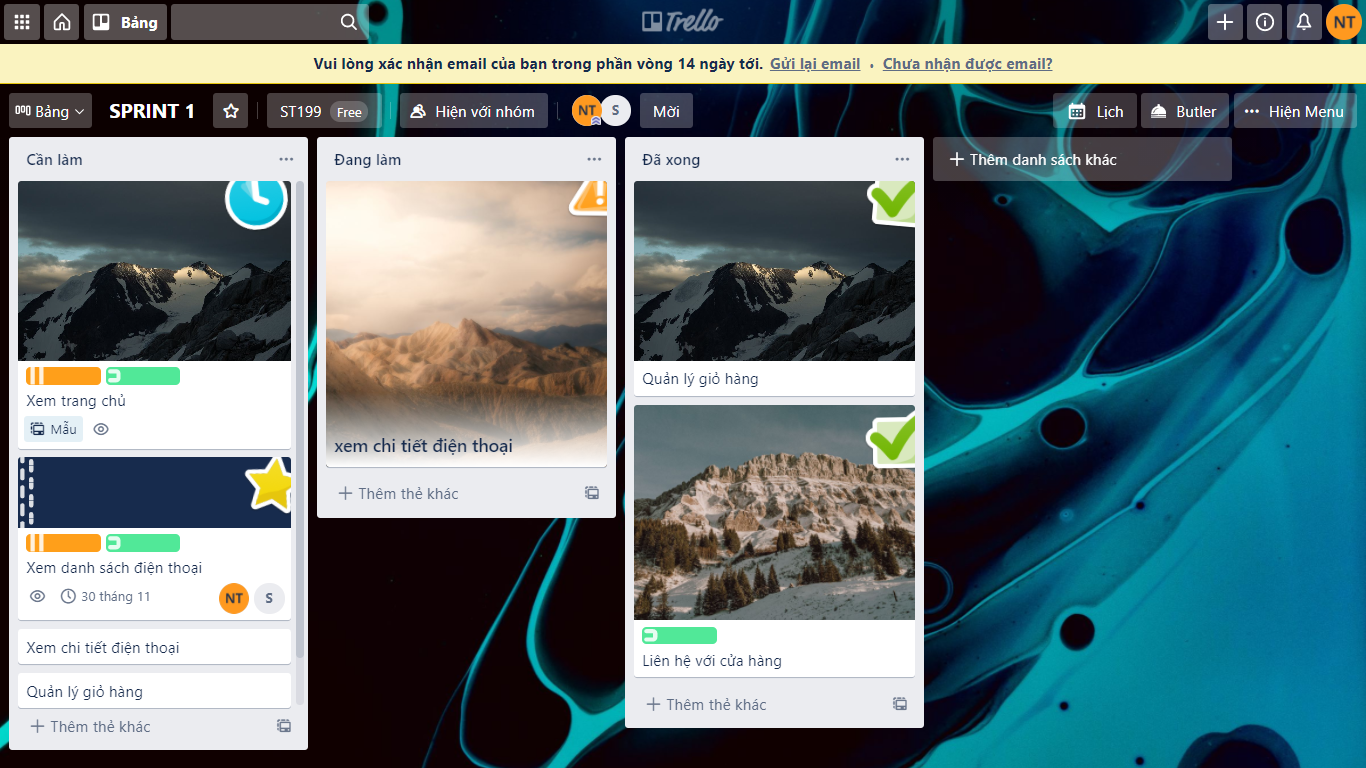 Bảng
Trello
NT
Vui lòng xác nhận email của bạn trong phần vòng 14 ngày tới. Gửi lại email • Chưa nhận được email?
Bảng
SPRINT 1
ST199 Free
Hiện với nhóm
NT
S
Mời
Lịch
Butler
Hiện Menu
Cần làm
Xem trang chủ
Mẫu
Xem danh sách điện thoại
30 tháng 11
NT
S
Xem chi tiết điện thoại
Quản lý giỏ hàng
Thêm thẻ khác
Đang làm
xem chi tiết điện thoại
Thêm thẻ khác
Đã xong
Quản lý giỏ hàng
Liên hệ với cửa hàng
Thêm thẻ khác
Thêm danh sách khác